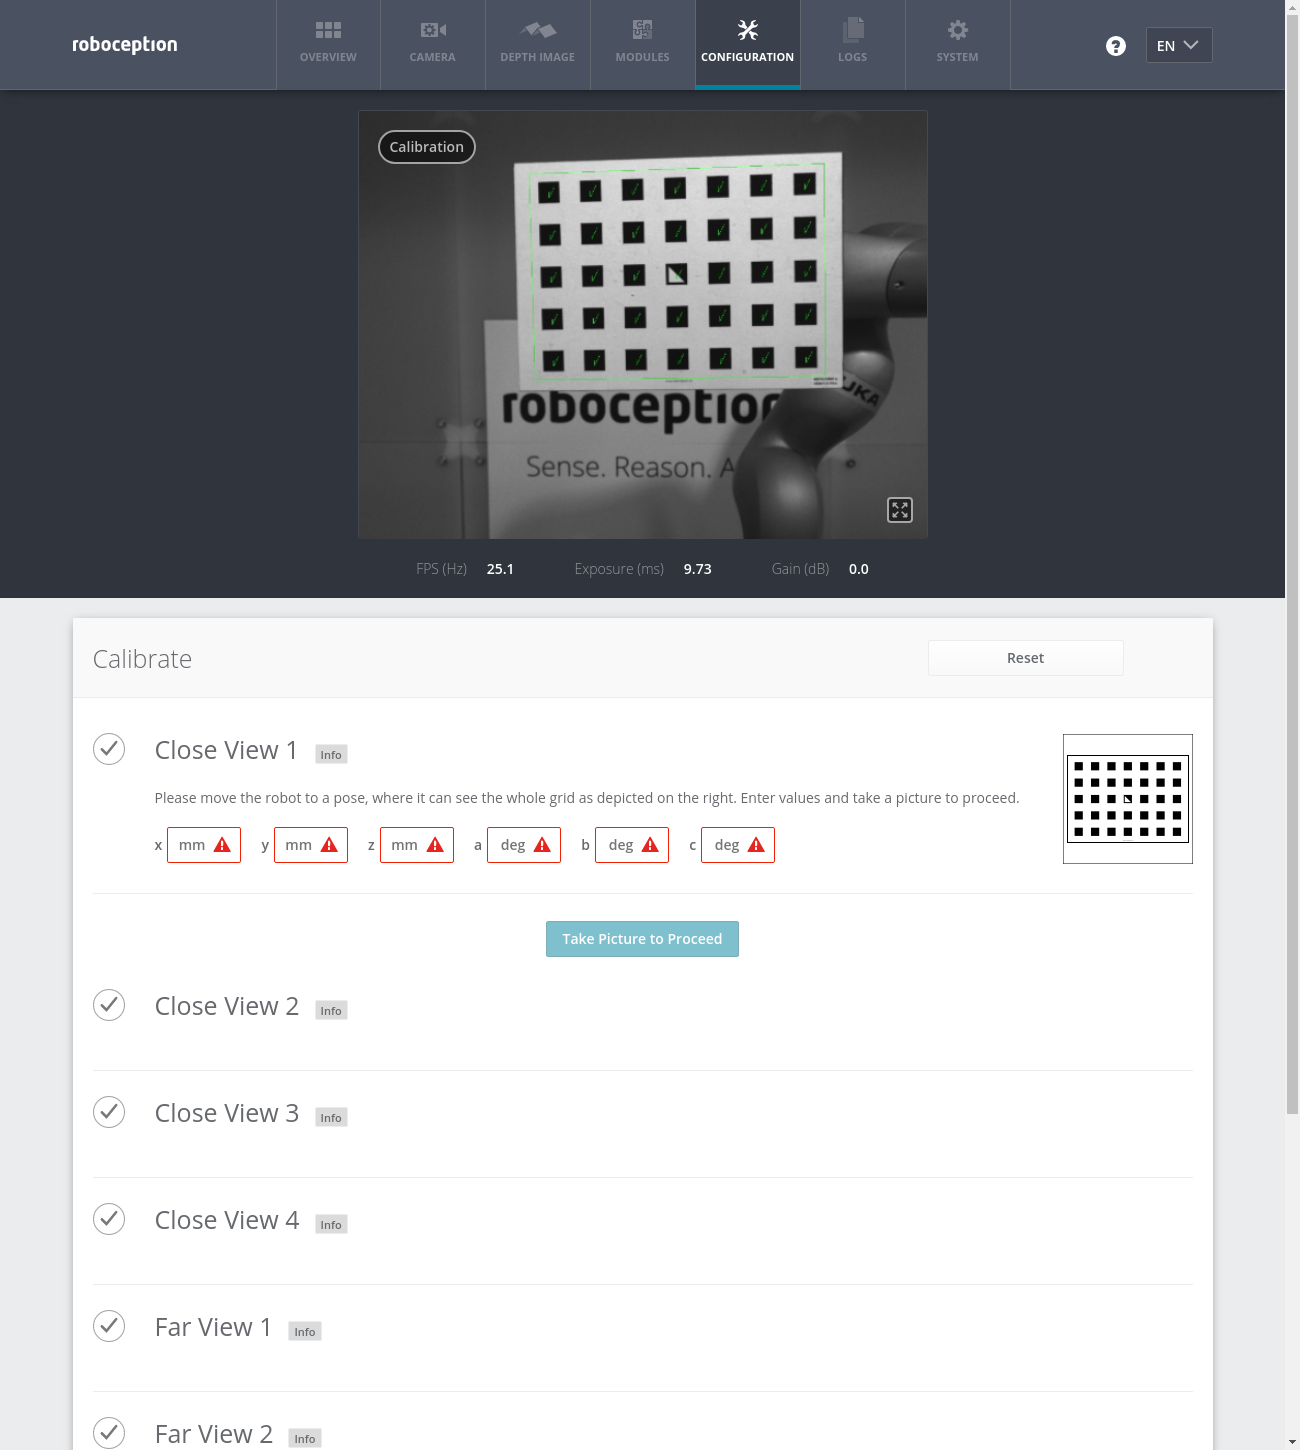 roboception
OVERVIEW
CAMERA
DEPTH IMAGE
MODULES
CONFIGURATION
LOGS
SYSTEM
?
EN
Calibration
KUKA
roboception
Sense. Reason. A
FPS (Hz) 25.1 Exposure (ms) 9.73 Gain (dB) 0.0
Calibrate
Reset
Close View 1 Info
Please move the robot to a pose, where it can see the whole grid as depicted on the right. Enter values and take a picture to proceed.
x mm y mm z mm a deg b deg c deg
Take Picture to Proceed
Close View 2 Info
Close View 3 Info
Close View 4 Info
Far View 1 Info
Far View 2 Info